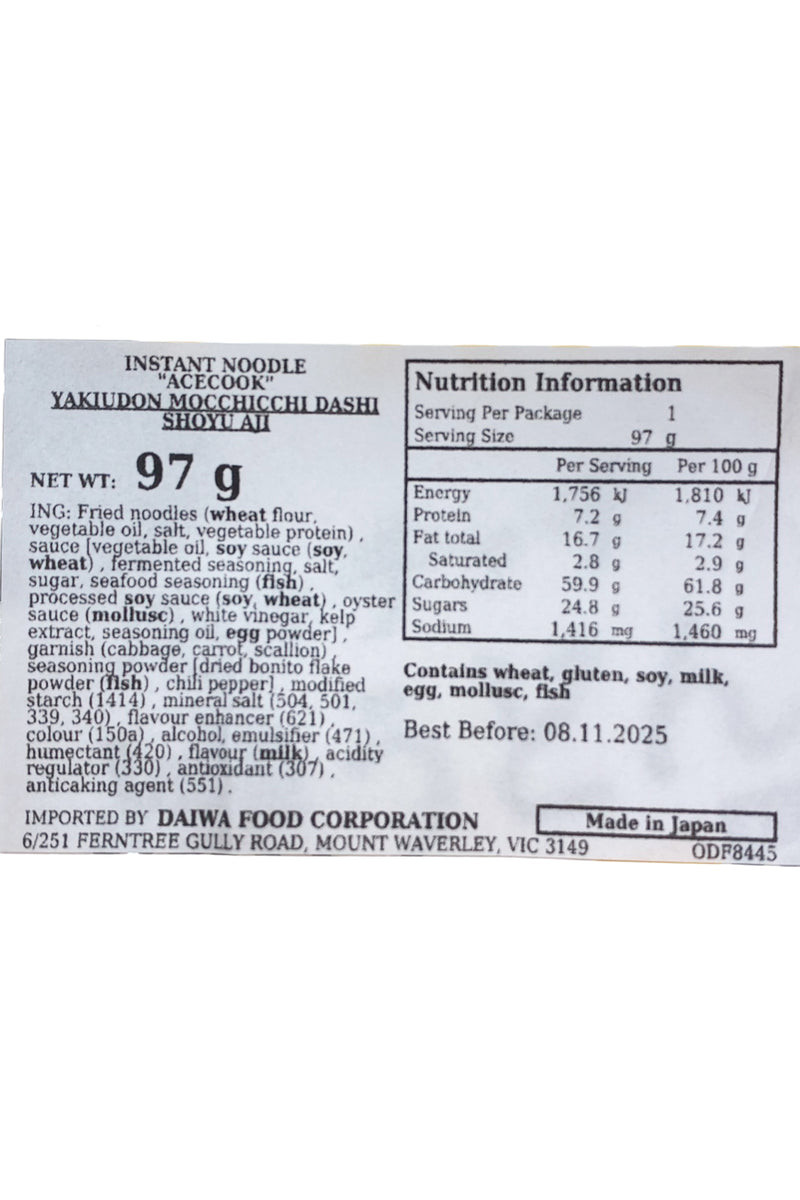 INSTANT NOODLE
"ACECOOK"
YAKIUDON MOCCHICCHI DASHI
SHOYU AJI
NET WT: 97 g
ING: Fried noodles (wheat flour,
vegetable oil, salt, vegetable protein) ,
sauce [vegetable oil, soy sauce (soy,
wheat) , fermented seasoning, salt,
sugar, seafood seasoning (fish) ,
processed soy sauce (soy, wheat) , oyster
sauce (mollusc) , white vinegar, kelp
extract, seasoning oil, egg powder] ,
garnish (cabbage, carrot, scallion) ,
seasoning powder [dried bonito flake
powder (fish) , chili pepper] , modified
starch (1414) , mineral salt (504, 501,
339, 340) , flavour enhancer (621) ,
colour (150a) , alcohol, emulsifier (471) ,
humectant (420) , flavour (milk) , acidity
regulator (330) , antioxidant (307) ,
anticaking agent (551) .
Nutrition Information
Serving Per Package 1
Serving Size 97 g
Per Serving Per 100 g
Energy 1,756 kJ 1,810 kJ
Protein 7.2 g 7.4 g
Fat total 16.7 g 17.2 g
Saturated 2.8 g 2.9 g
Carbohydrate 59.9 g 61.8 g
Sugars 24.8 g 25.6 g
Sodium 1,416 mg 1,460 mg
Contains wheat, gluten, soy, milk,
egg, mollusc, fish
Best Before: 08.11.2025
IMPORTED BY DAIWA FOOD CORPORATION
6/251 FERNTREE GULLY ROAD, MOUNT WAVERLEY, VIC 3149
Made in Japan
ODF8445